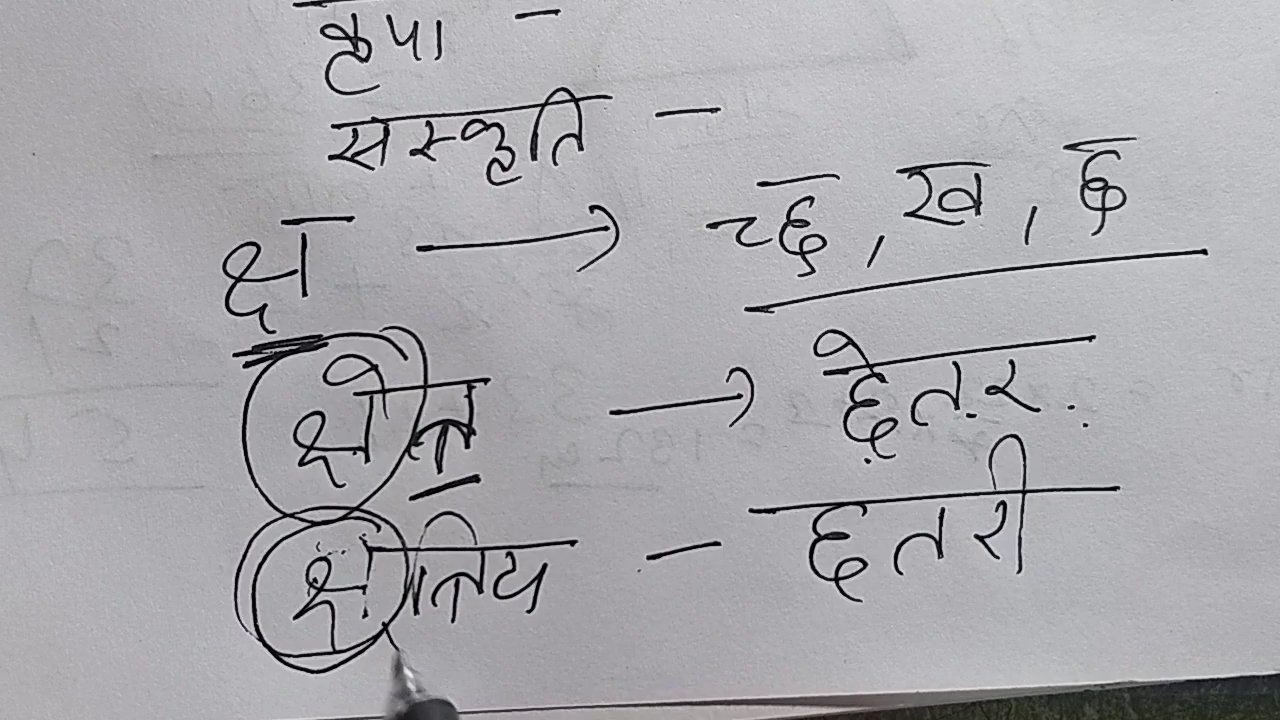 कृपा –
संस्कृति –
क्ष → च्छ, ख, छ
क्षेत्र → छेतर.
क्षत्रिय – छतरी